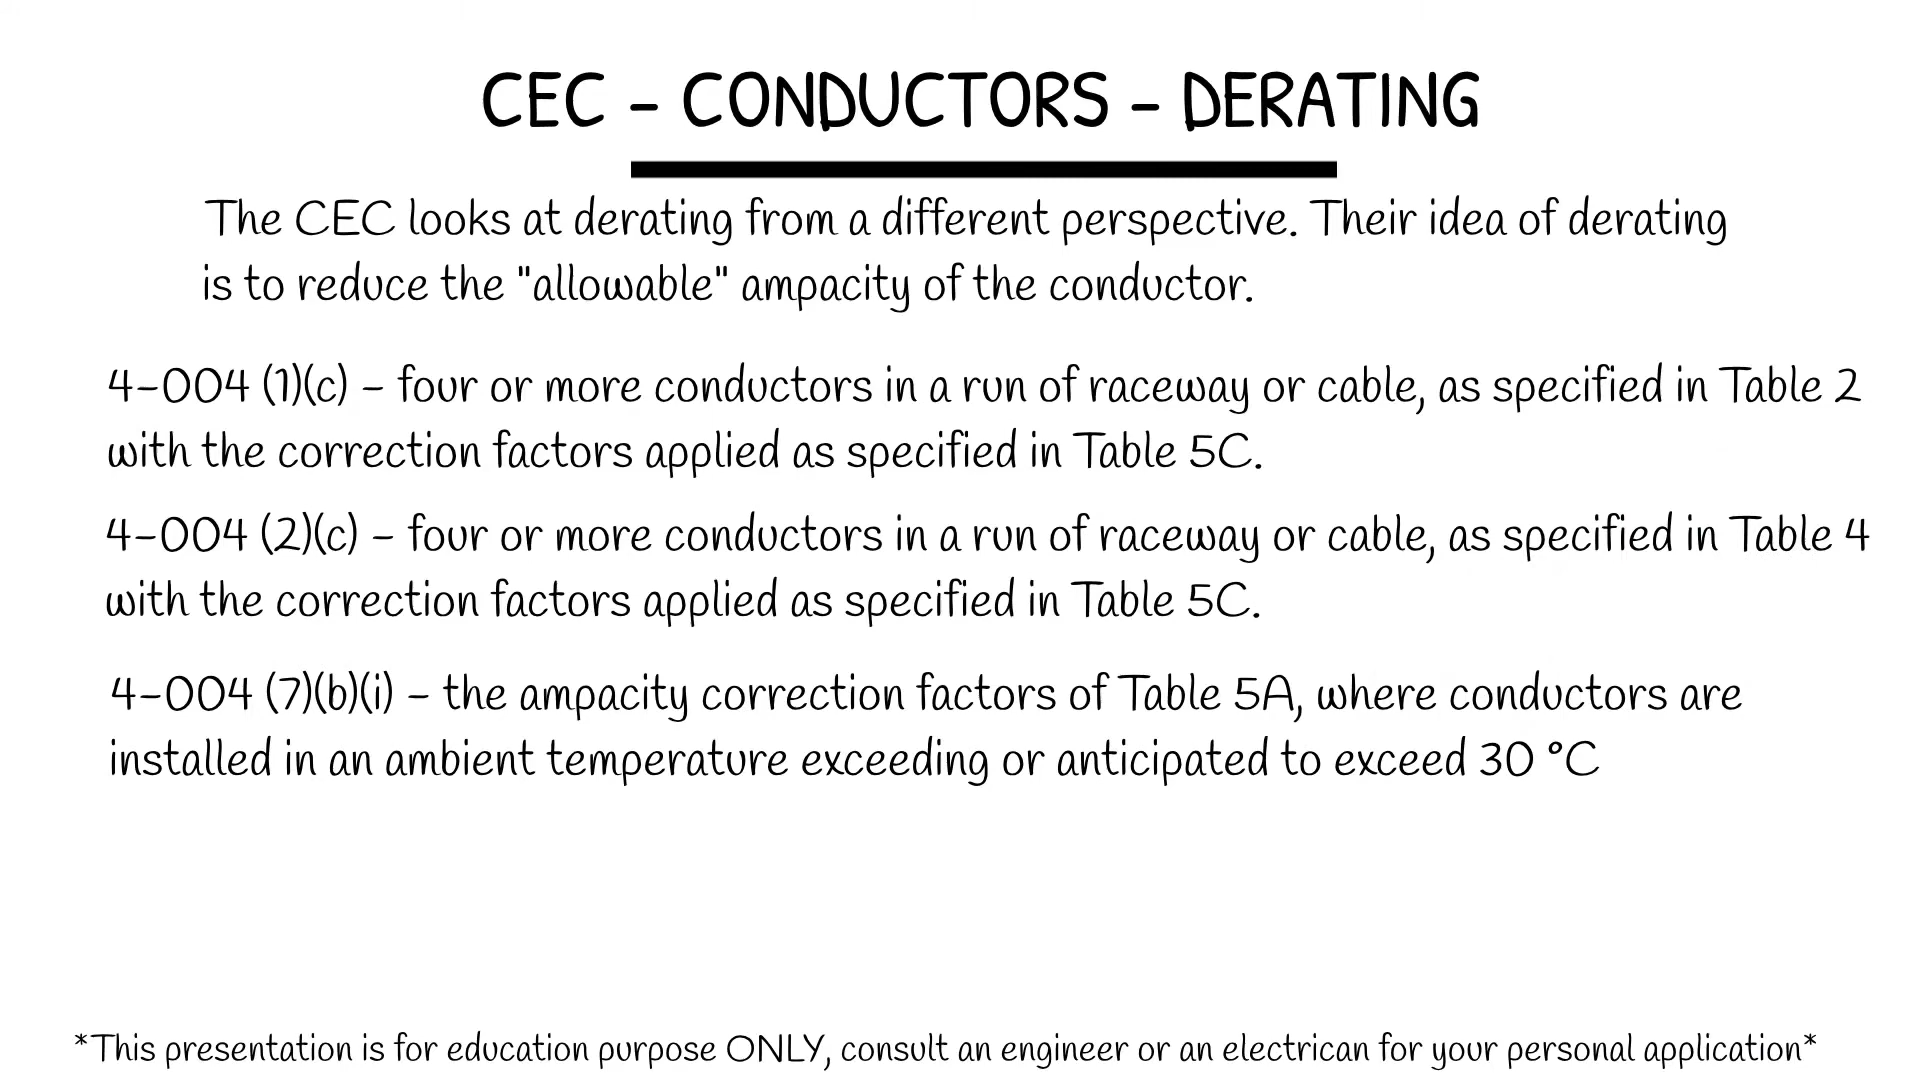 CEC - CONDUCTORS - DERATING
The CEC looks at derating from a different perspective. Their idea of derating
is to reduce the "allowable" ampacity of the conductor.
4-004 (1)(c) - four or more conductors in a run of raceway or cable, as specified in Table 2
with the correction factors applied as specified in Table 5C.
4-004 (2)(c) - four or more conductors in a run of raceway or cable, as specified in Table 4
with the correction factors applied as specified in Table 5C.
4-004 (7)(b)(i) - the ampacity correction factors of Table 5A, where conductors are
installed in an ambient temperature exceeding or anticipated to exceed 30 °C
*This presentation is for education purpose ONLY, consult an engineer or an electrican for your personal application*